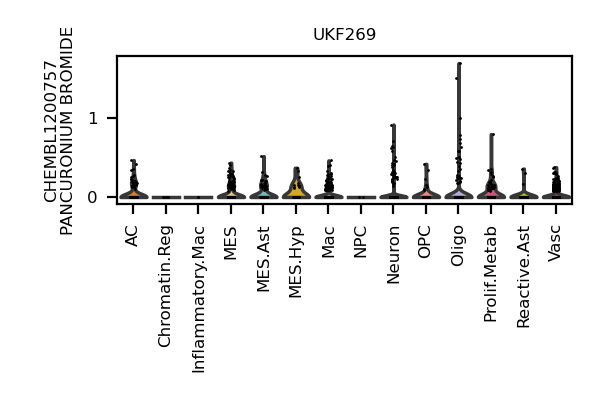 UKF269
CHEMBL1200757
PANCURONIUM BROMIDE
1
0
AC
Chromatin.Reg
Inflammatory.Mac
MES
MES.Ast
MES.Hyp
Mac
NPC
Neuron
OPC
Oligo
Prolif.Metab
Reactive.Ast
Vasc